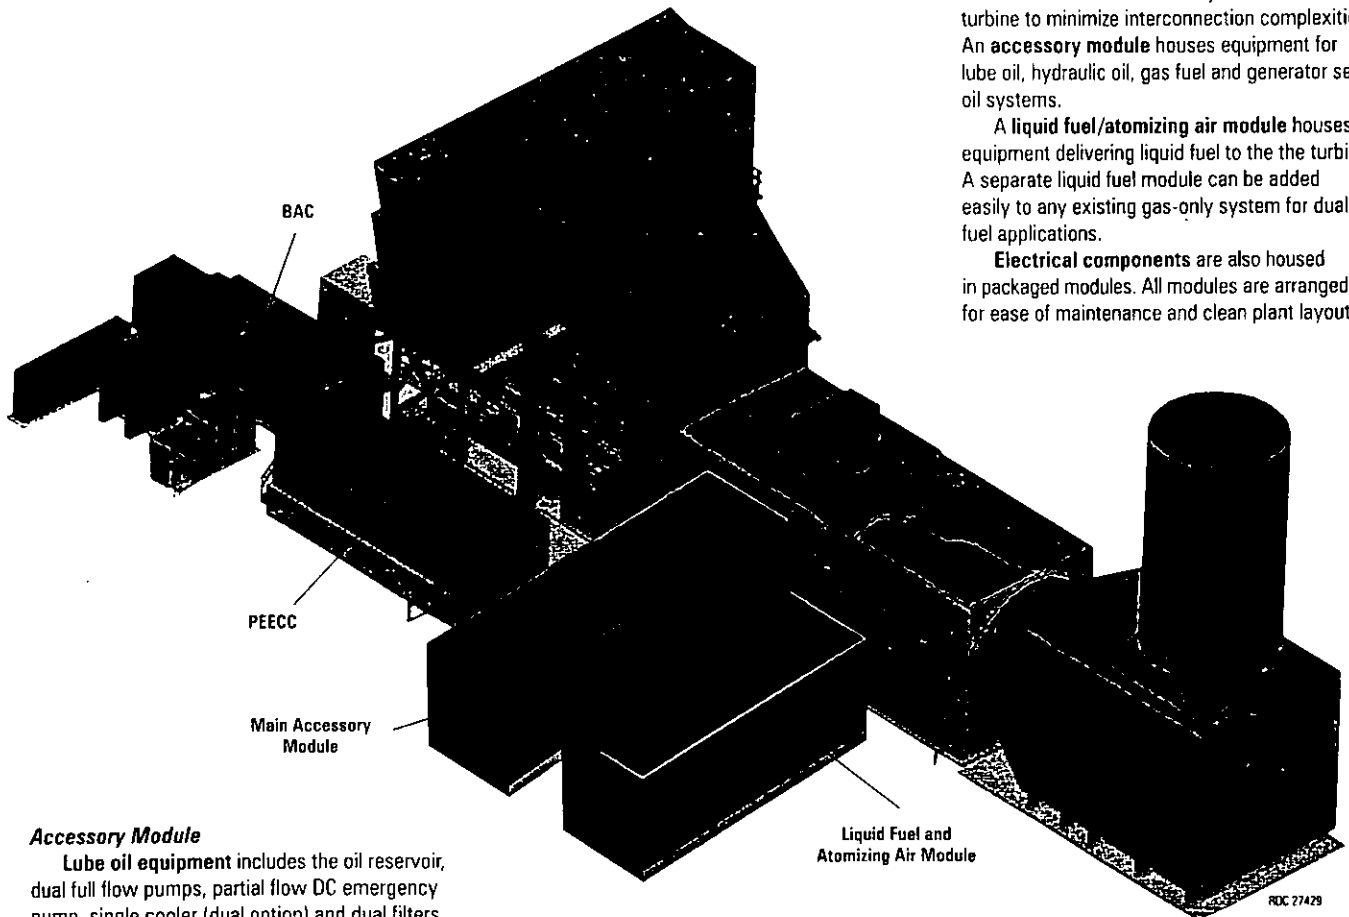 turbine to minimize interconnection
An accessory module houses equipment for
lube oil, hydraulic oil, gas fuel and generator
oil systems.
A liquid fuel/atomizing air module houses
equipment delivering liquid fuel to the the
A separate liquid fuel module can be added
easily to any existing gas-only system for dual
fuel applications.
Electrical components are also housed
in packaged modules. All modules are arranged
for ease of maintenance and clean plant layout
BAC
PEECC
Main Accessory
Module
Liquid Fuel and
Atomizing Air Module
Accessory Module
Lube oil equipment includes the oil reservoir,
dual full flow pumps, partial flow DC emergency
pump, single cooler (dual option) and dual filters
RDC 27429